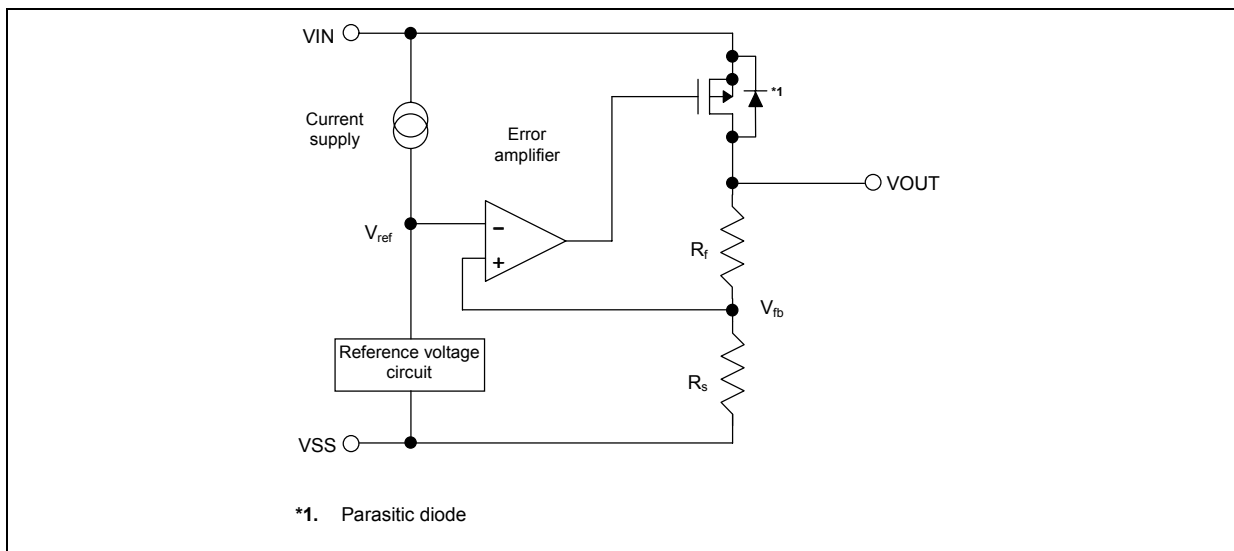 VIN
*1
Current
supply
Error
amplifier
VOUT
Vref
−
+
Rf
Vfb
Reference voltage
circuit
Rs
VSS
*1. Parasitic diode